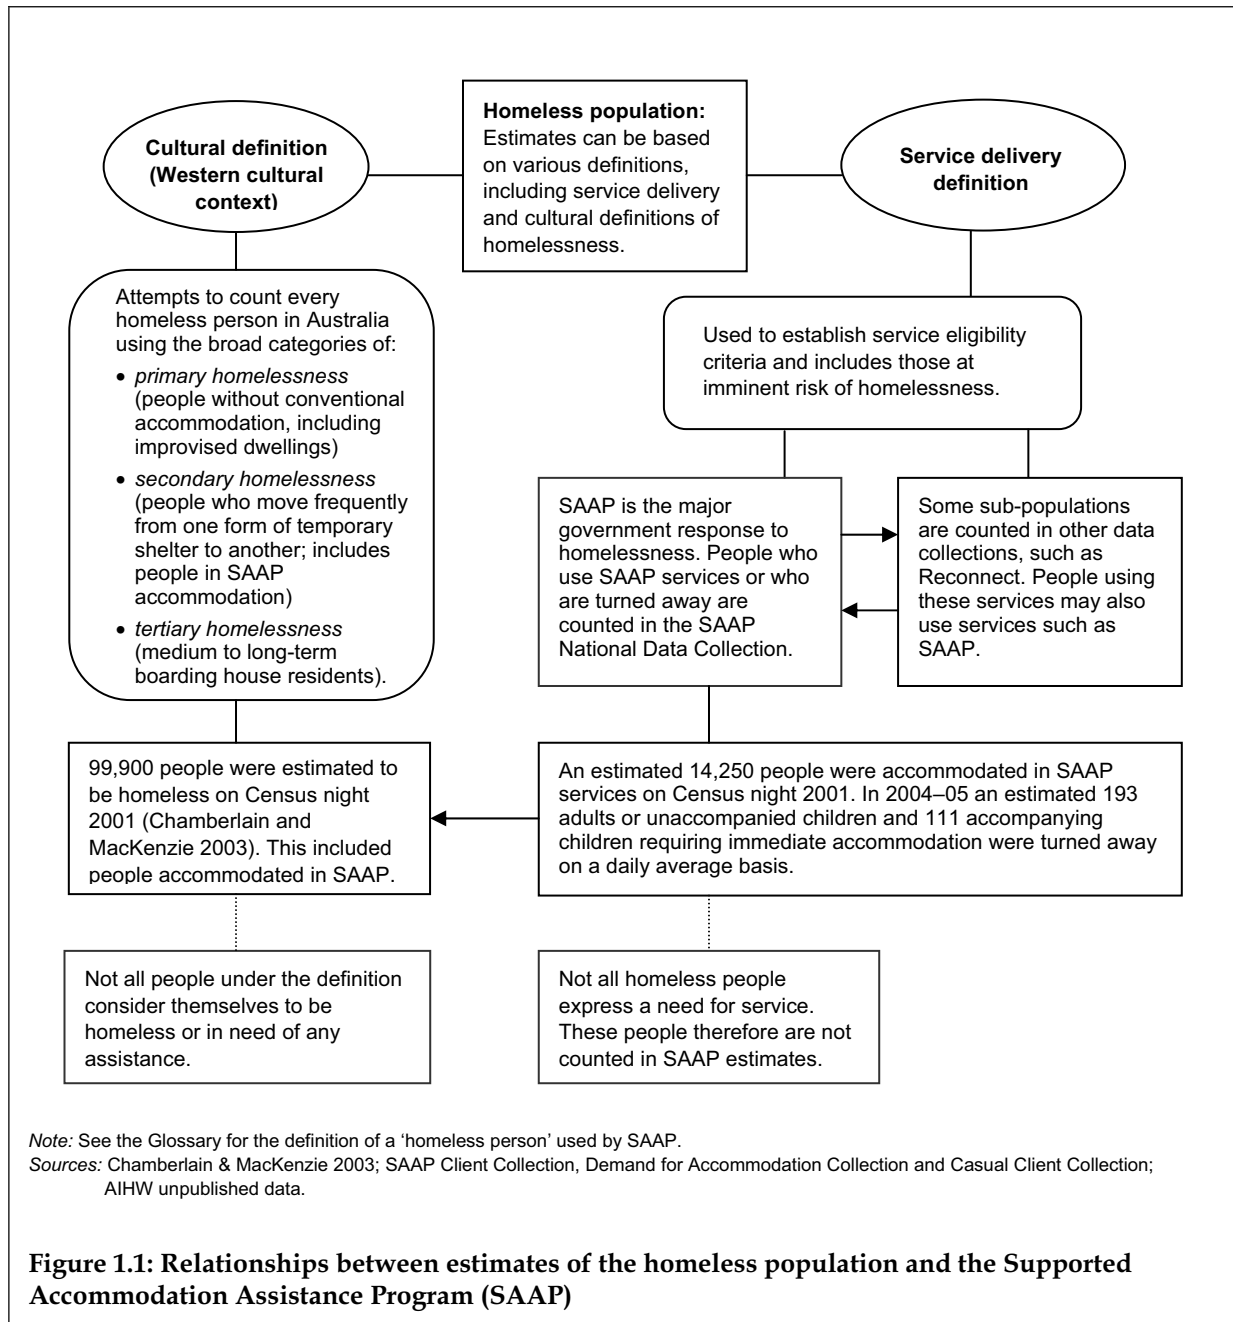 Homeless population:
Estimates can be based
on various definitions,
including service delivery
and cultural definitions of
homelessness.
Cultural definition
(Western cultural
context)
Service delivery
definition
Attempts to count every
homeless person in Australia
using the broad categories of:
• primary homelessness
(people without conventional
accommodation, including
improvised dwellings)
• secondary homelessness
(people who move frequently
from one form of temporary
shelter to another; includes
people in SAAP
accommodation)
• tertiary homelessness
(medium to long-term
boarding house residents).
Used to establish service eligibility
criteria and includes those at
imminent risk of homelessness.
SAAP is the major
government response to
homelessness. People who
use SAAP services or who
are turned away are
counted in the SAAP
National Data Collection.
Some sub-populations
are counted in other data
collections, such as
Reconnect. People using
these services may also
use services such as
SAAP.
99,900 people were estimated to
be homeless on Census night
2001 (Chamberlain and
MacKenzie 2003). This included
people accommodated in SAAP.
An estimated 14,250 people were accommodated in SAAP
services on Census night 2001. In 2004–05 an estimated 193
adults or unaccompanied children and 111 accompanying
children requiring immediate accommodation were turned away
on a daily average basis.
Not all people under the definition
consider themselves to be
homeless or in need of any
assistance.
Not all homeless people
express a need for service.
These people therefore are not
counted in SAAP estimates.
Note: See the Glossary for the definition of a ‘homeless person’ used by SAAP.
Sources: Chamberlain & MacKenzie 2003; SAAP Client Collection, Demand for Accommodation Collection and Casual Client Collection;
AIHW unpublished data.
Figure 1.1: Relationships between estimates of the homeless population and the Supported
Accommodation Assistance Program (SAAP)